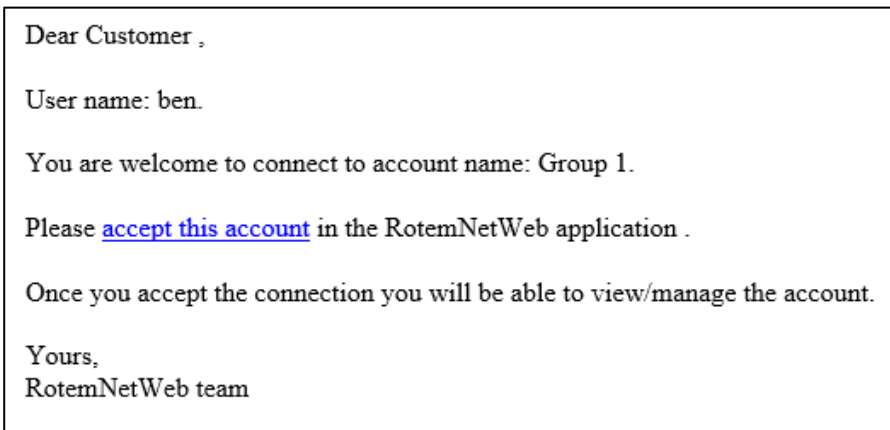 Dear Customer ,
User name: ben.
You are welcome to connect to account name: Group 1.
Please accept this account in the RotemNetWeb application .
Once you accept the connection you will be able to view/manage the account.
Yours,
RotemNetWeb team